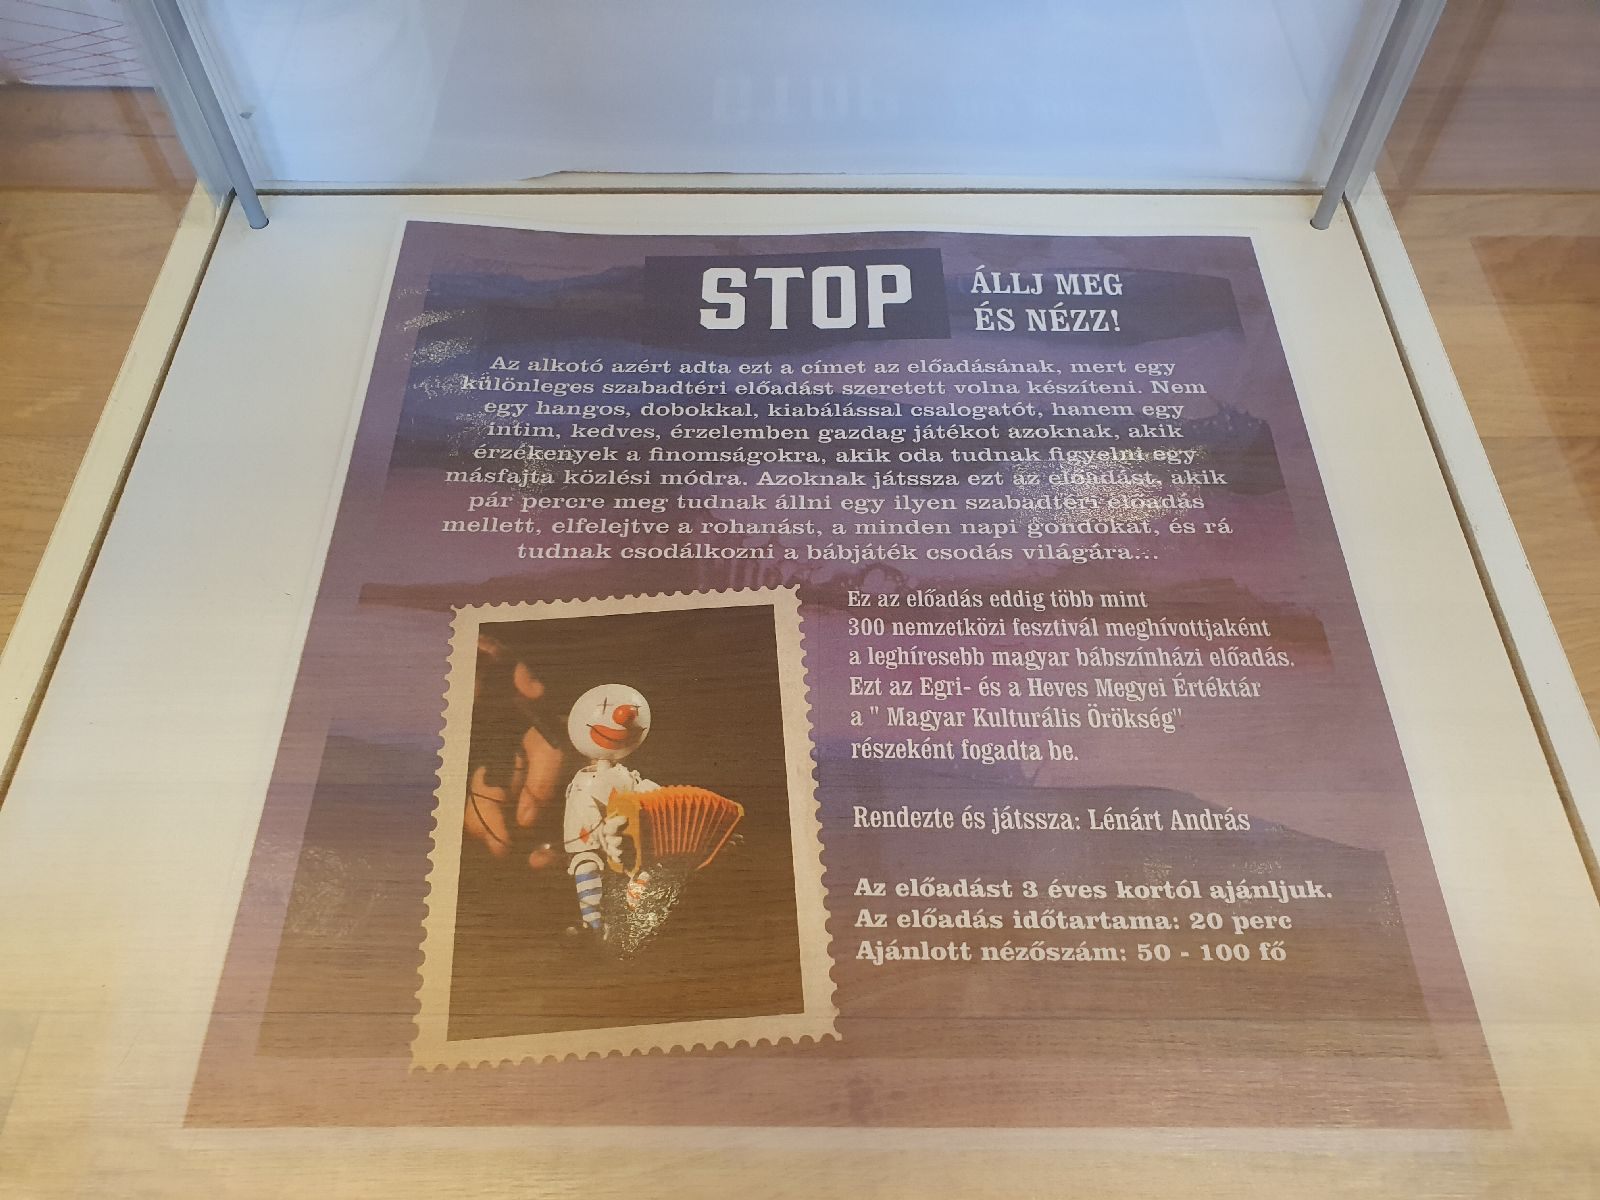 STOP
ÁLLJ MEG
ÉS NÉZZ!
Az alkotó azért adta ezt a címet az előadásának, mert egy
különleges szabadtéri előadást szeretett volna készíteni. Nem
egy hangos, dobokkal, kiabálással csalogatót, hanem egy
intim, kedves, érzelemben gazdag játékot azoknak, akik
érzékenyek a finomságokra, akik oda tudnak figyelni egy
másfajta közlési módra. Azoknak játssza ezt az előadást, akik
pár percre meg tudnak állni egy ilyen szabadtéri előadás
mellett, elfelejtve a rohanást, a minden napi gondokat, és rá
tudnak csodálkozni a bábjáték csodás világára...
Ez az előadás eddig több mint
300 nemzetközi fesztivál meghívottjaként
a leghíresebb magyar bábszínházi előadás.
Ezt az Egri- és a Heves Megyei Értéktár
a " Magyar Kulturális Örökség"
részeként fogadta be.
Rendezte és játssza: Lénárt András
Az előadást 3 éves kortól ajánljuk.
Az előadás időtartama: 20 perc
Ajánlott nézőszám: 50 - 100 fő